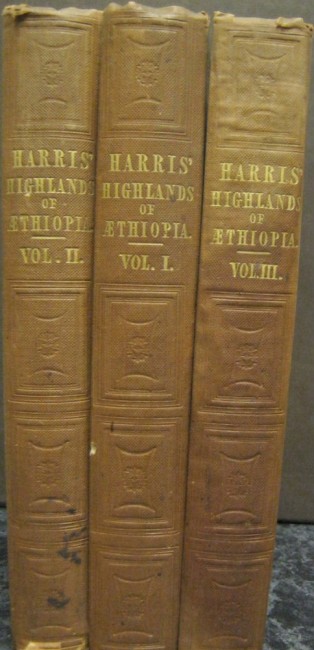 HARRIS'
HIGHLANDS
OF
ÆTHIOPIA.
VOL. II.
HARRIS'
HIGHLANDS
OF
ÆTHIOPIA.
VOL. I.
HARRIS'
HIGHLANDS
OF
ÆTHIOPIA.
VOL. III.